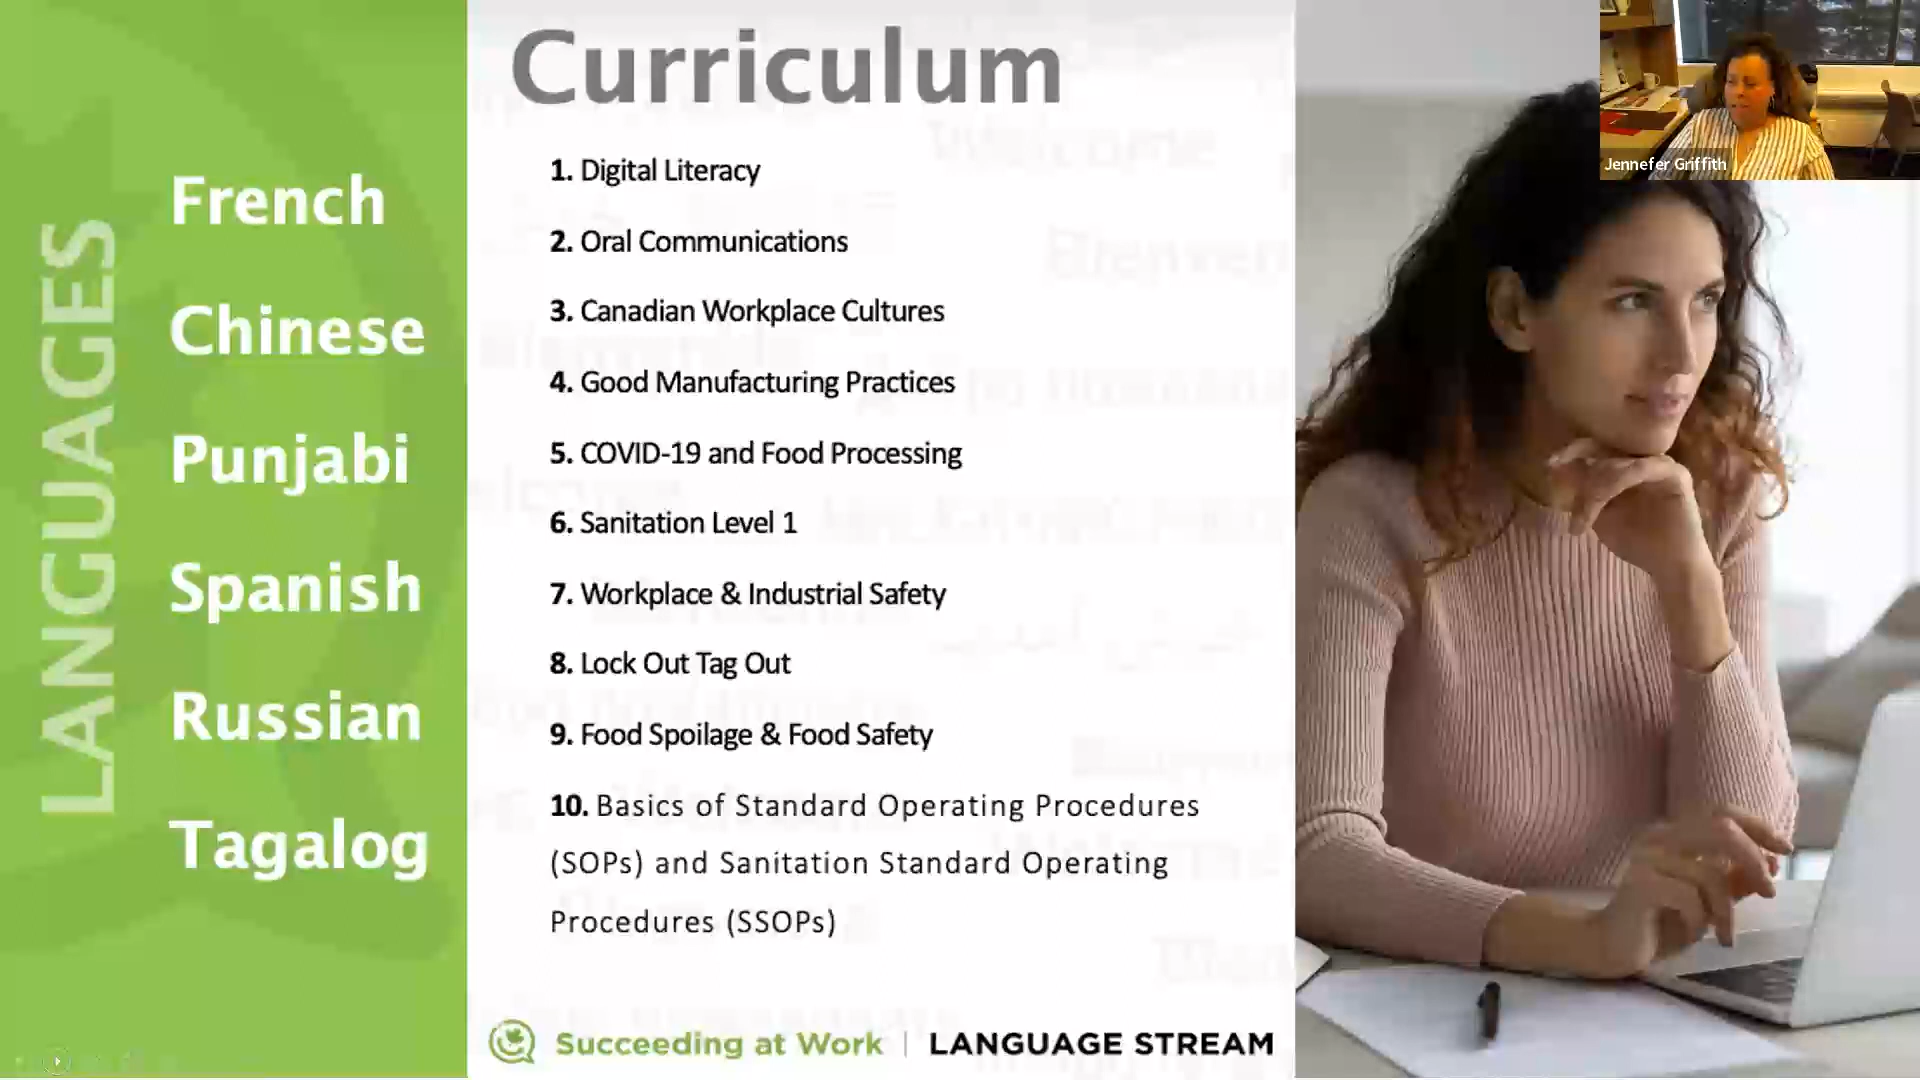 LANGUAGES
French
Chinese
Punjabi
Spanish
Russian
Tagalog
Curriculum
1. Digital Literacy
2. Oral Communications
3. Canadian Workplace Cultures
4. Good Manufacturing Practices
5. COVID-19 and Food Processing
6. Sanitation Level 1
7. Workplace & Industrial Safety
8. Lock Out Tag Out
9. Food Spoilage & Food Safety
10. Basics of Standard Operating Procedures
(SOPs) and Sanitation Standard Operating
Procedures (SSOPs)
Succeeding at Work | LANGUAGE STREAM
Jennefer Griffith